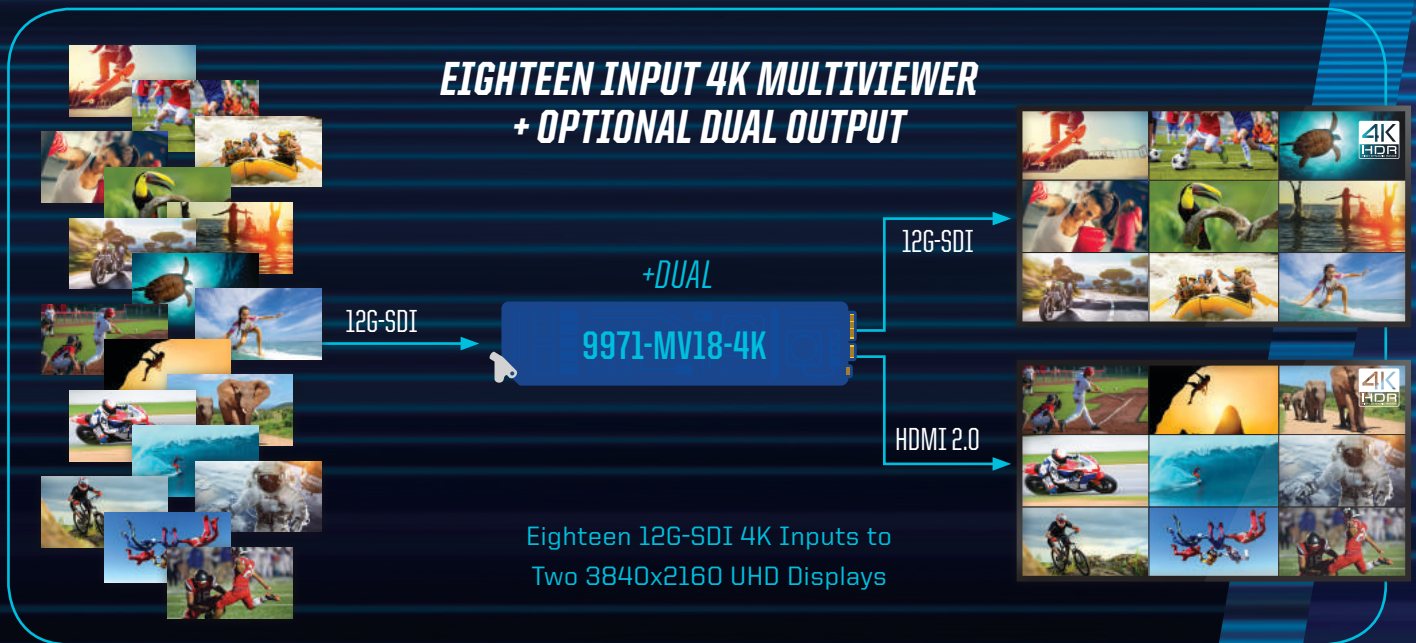 EIGHTEEN INPUT 4K MULTIVIEWER
+ OPTIONAL DUAL OUTPUT
4K
HDR
12G-SDI
+DUAL
12G-SDI
9971-MV18-4K
4K
HDR
HDMI 2.0
Eighteen 12G-SDI 4K Inputs to
Two 3840x2160 UHD Displays